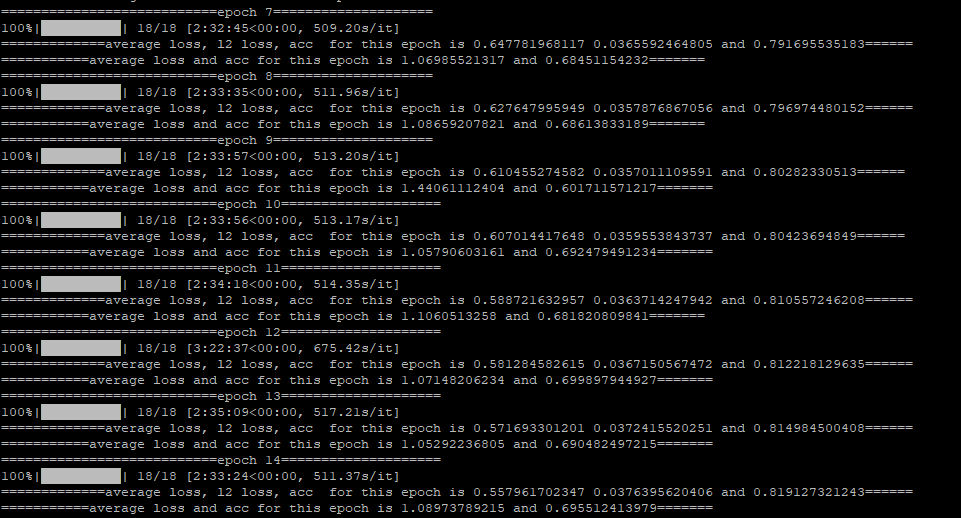 ===========================epoch 7====================
100%|██████████| 18/18 [2:32:45<00:00, 509.20s/it]
=============average loss, l2 loss, acc  for this epoch is 0.647781968117 0.0365592464805 and 0.791695535183======
===========average loss and acc for this epoch is 1.06985521317 and 0.68451154232=======
===========================epoch 8====================
100%|██████████| 18/18 [2:33:35<00:00, 511.96s/it]
=============average loss, l2 loss, acc  for this epoch is 0.627647995949 0.0357876867056 and 0.796974480152======
===========average loss and acc for this epoch is 1.08659207821 and 0.68613833189=======
===========================epoch 9====================
100%|██████████| 18/18 [2:33:57<00:00, 513.20s/it]
=============average loss, l2 loss, acc  for this epoch is 0.610455274582 0.0357011109591 and 0.80282330513======
===========average loss and acc for this epoch is 1.44061112404 and 0.601711571217=======
===========================epoch 10====================
100%|██████████| 18/18 [2:33:56<00:00, 513.17s/it]
=============average loss, l2 loss, acc  for this epoch is 0.607014417648 0.0359553843737 and 0.80423694849======
===========average loss and acc for this epoch is 1.05790603161 and 0.692479491234=======
===========================epoch 11====================
100%|██████████| 18/18 [2:34:18<00:00, 514.35s/it]
=============average loss, l2 loss, acc  for this epoch is 0.588721632957 0.0363714247942 and 0.810557246208======
===========average loss and acc for this epoch is 1.1060513258 and 0.681820809841=======
===========================epoch 12====================
100%|██████████| 18/18 [3:22:37<00:00, 675.42s/it]
=============average loss, l2 loss, acc  for this epoch is 0.581284582615 0.0367150567472 and 0.812218129635======
===========average loss and acc for this epoch is 1.07148206234 and 0.699897944927=======
===========================epoch 13====================
100%|██████████| 18/18 [2:35:09<00:00, 517.21s/it]
=============average loss, l2 loss, acc  for this epoch is 0.571693301201 0.0372415520251 and 0.814984500408======
===========average loss and acc for this epoch is 1.05292236805 and 0.690482497215=======
===========================epoch 14====================
100%|██████████| 18/18 [2:33:24<00:00, 511.37s/it]
=============average loss, l2 loss, acc  for this epoch is 0.557961702347 0.0376395620406 and 0.819127321243======
===========average loss and acc for this epoch is 1.08973789215 and 0.695512413979=======